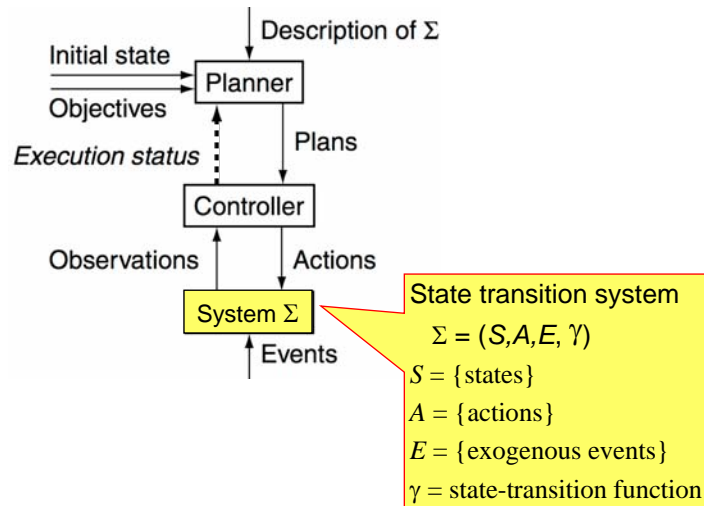 Description of Σ
Initial state
Planner
Objectives
Execution status
Plans
Controller
Observations
Actions
System Σ
Events
State transition system
Σ = (S,A,E, γ)
S = {states}
A = {actions}
E = {exogenous events}
γ = state-transition function